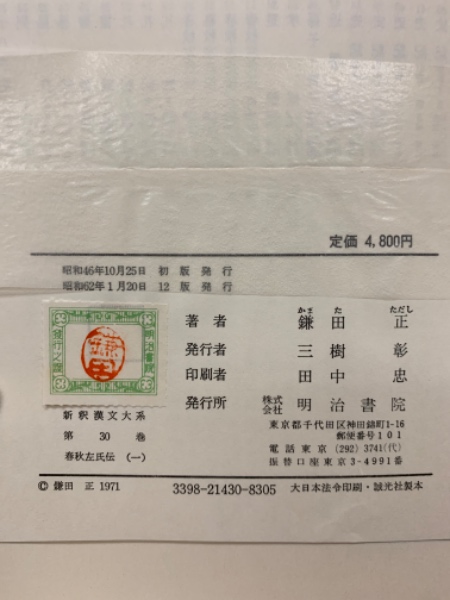 定価 4,800円
昭和46年10月25日 初版発行
昭和62年1月20日 12版発行
著者 鎌田正
かまた ただし
発行者 三樹彰
印刷者 田中忠
発行所 株式会社 明治書院
東京都千代田区神田錦町1-16
郵便番号101
電話東京 (292) 3741(代)
振替口座東京3-4991番
新釈漢文大系
第30巻
春秋左氏伝 (一)
© 鎌田正 1971
3398-21430-8305
大日本法令印刷・誠光社製本